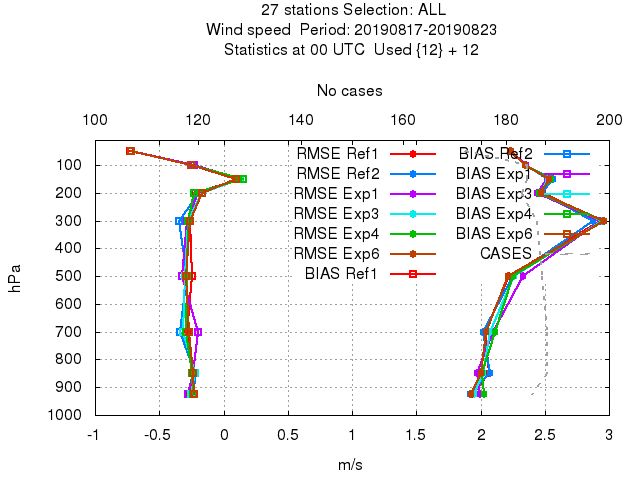 27 stations Selection: ALL
Wind speed  Period: 20190817-20190823
Statistics at 00 UTC  Used {12} + 12
No cases
100 120 140 160 180 200
RMSE Ref1 BIAS Ref2
RMSE Ref2 BIAS Exp1
RMSE Exp1 BIAS Exp3
RMSE Exp3 BIAS Exp4
RMSE Exp4 BIAS Exp6
RMSE Exp6 CASES
BIAS Ref1
hPa
100
200
300
400
500
600
700
800
900
1000
-1 -0.5 0 0.5 1 1.5 2 2.5 3
m/s